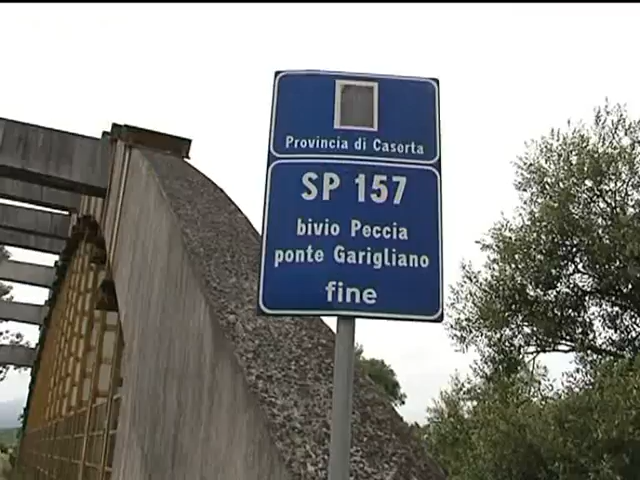 Provincia di Caserta
SP 157
bivio Peccia
ponte Garigliano
fine